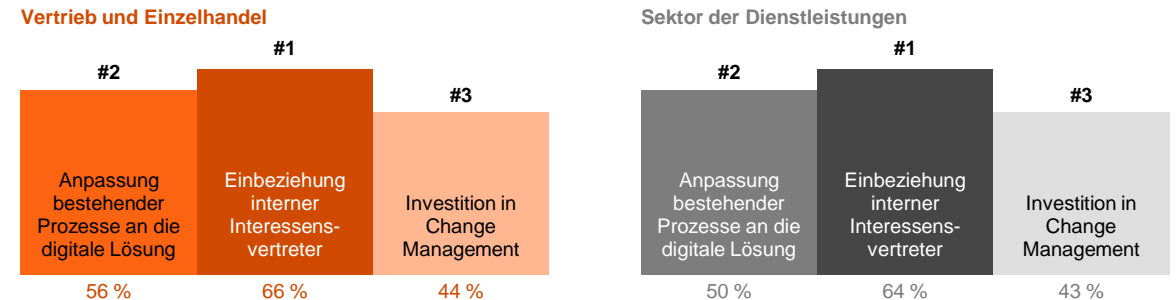 Vertrieb und Einzelhandel
#1
#2
#3
Anpassung
bestehender
Prozesse an die
digitale Lösung
Einbeziehung
interner
Interessens-
vertreter
Investition in
Change
Management
56 %
66 %
44 %
Sektor der Dienstleistungen
#1
#2
#3
Anpassung
bestehender
Prozesse an die
digitale Lösung
Einbeziehung
interner
Interessens-
vertreter
Investition in
Change
Management
50 %
64 %
43 %